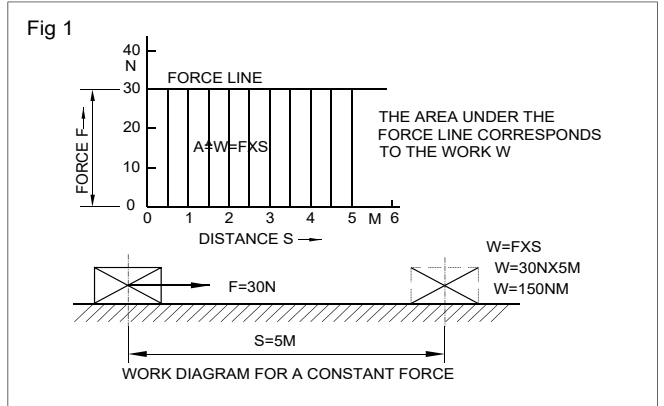 Fig 1
40
N
30
20
10
0
FORCE F
FORCE LINE
A=W=FXS
0 1 2 3 4 5 M 6
DISTANCE S
THE AREA UNDER THE
FORCE LINE CORRESPONDS
TO THE WORK W
F=30N
W=FXS
W=30NX5M
W=150NM
S=5M
WORK DIAGRAM FOR A CONSTANT FORCE